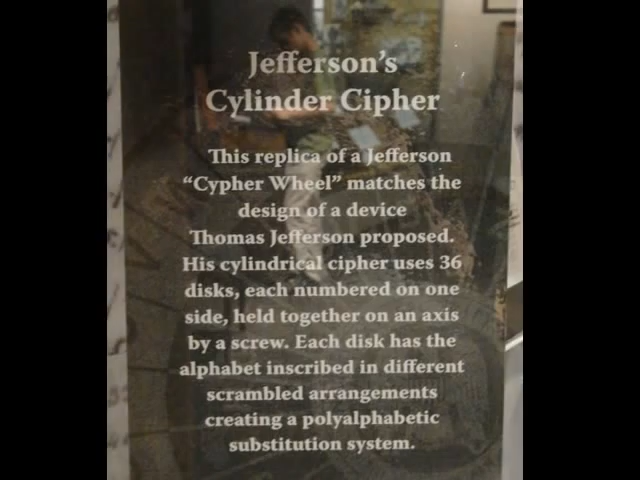 Jefferson's
Cylinder Cipher
This replica of a Jefferson
“Cypher Wheel” matches the
design of a device
Thomas Jefferson proposed.
His cylindrical cipher uses 36
disks, each numbered on one
side, held together on an axis
by a screw. Each disk has the
alphabet inscribed in different
scrambled arrangements
creating a polyalphabetic
substitution system.